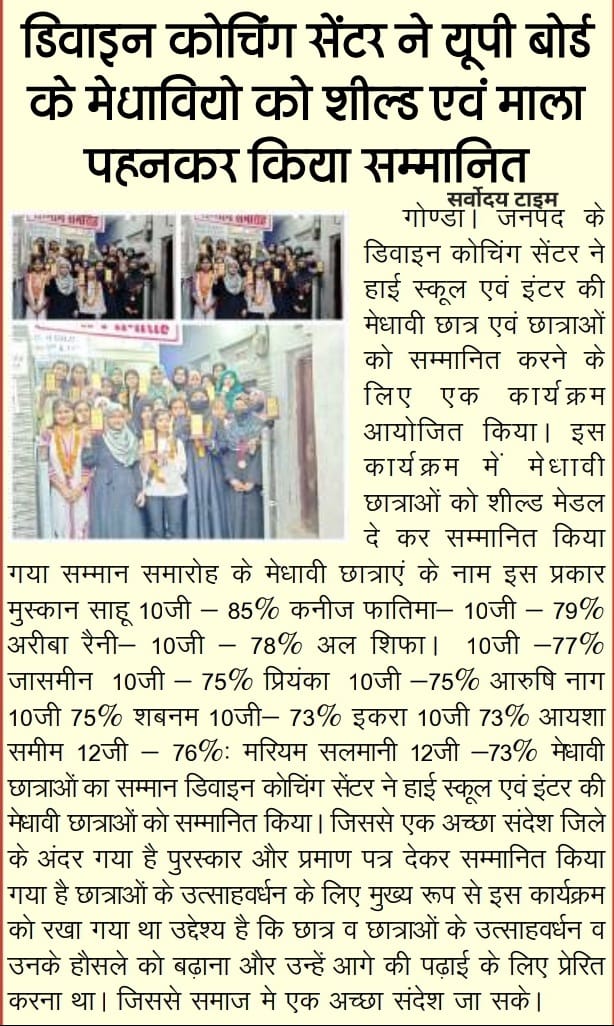 डिवाइन कोचिंग सेंटर ने यूपी बोर्ड
के मेधावियो को शील्ड एवं माला
पहनकर किया सम्मानित
सर्वोदय टाइम
गोण्डा। जनपद के
डिवाइन कोचिंग सेंटर ने
हाई स्कूल एवं इंटर की
मेधावी छात्र एवं छात्राओं
को सम्मानित करने के
लिए एक कार्यक्रम
आयोजित किया। इस
कार्यक्रम में मेधावी
छात्राओं को शील्ड मेडल
दे कर सम्मानित किया
गया सम्मान समारोह के मेधावी छात्राएं के नाम इस प्रकार
मुस्कान साहू 10जी – 85% कनीज फातिमा– 10जी – 79%
अरीबा रैनी– 10जी – 78% अल शिफा। 10जी –77%
जासमीन 10जी – 75% प्रियंका 10जी –75% आरुषि नाग
10जी 75% शबनम 10जी– 73% इकरा 10जी 73% आयशा
समीम 12जी – 76%: मरियम सलमानी 12जी –73% मेधावी
छात्राओं का सम्मान डिवाइन कोचिंग सेंटर ने हाई स्कूल एवं इंटर की
मेधावी छात्राओं को सम्मानित किया। जिससे एक अच्छा संदेश जिले
के अंदर गया है पुरस्कार और प्रमाण पत्र देकर सम्मानित किया
गया है छात्राओं के उत्साहवर्धन के लिए मुख्य रूप से इस कार्यक्रम
को रखा गया था उद्देश्य है कि छात्र व छात्राओं के उत्साहवर्धन व
उनके हौसले को बढ़ाना और उन्हें आगे की पढ़ाई के लिए प्रेरित
करना था। जिससे समाज मे एक अच्छा संदेश जा सके।